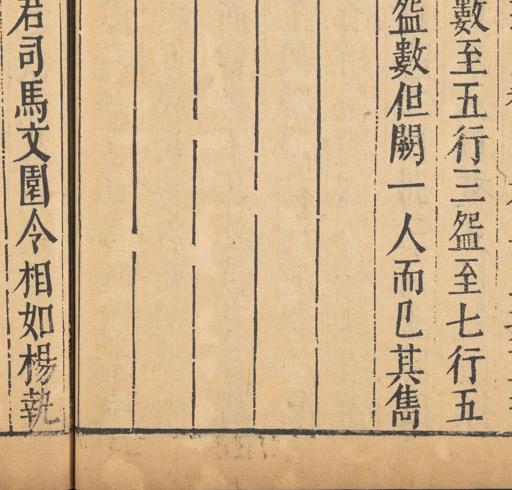 數至五行三盌至七行五
盌數但闕一人而已其雋
君司馬文園令相如楊執